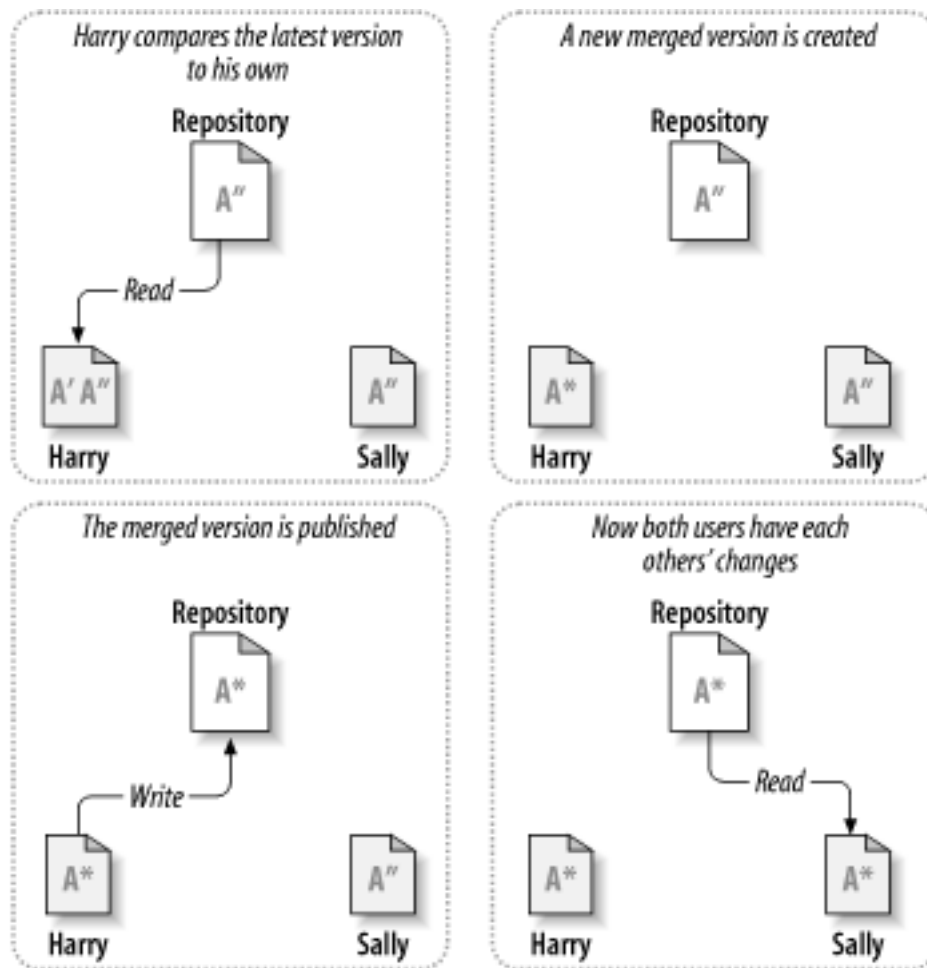 Harry compares the latest version
to his own
Repository
A″
Read
A′ A″
A″
Harry
Sally
A new merged version is created
Repository
A″
A*
A″
Harry
Sally
The merged version is published
Repository
A*
Write
A*
A″
Harry
Sally
Now both users have each
others’ changes
Repository
A*
Read
A*
A*
Harry
Sally